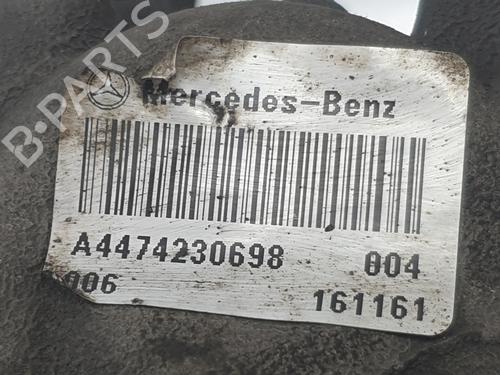 B-PARTS
Mercedes-Benz
A4474230698 004
006 161161